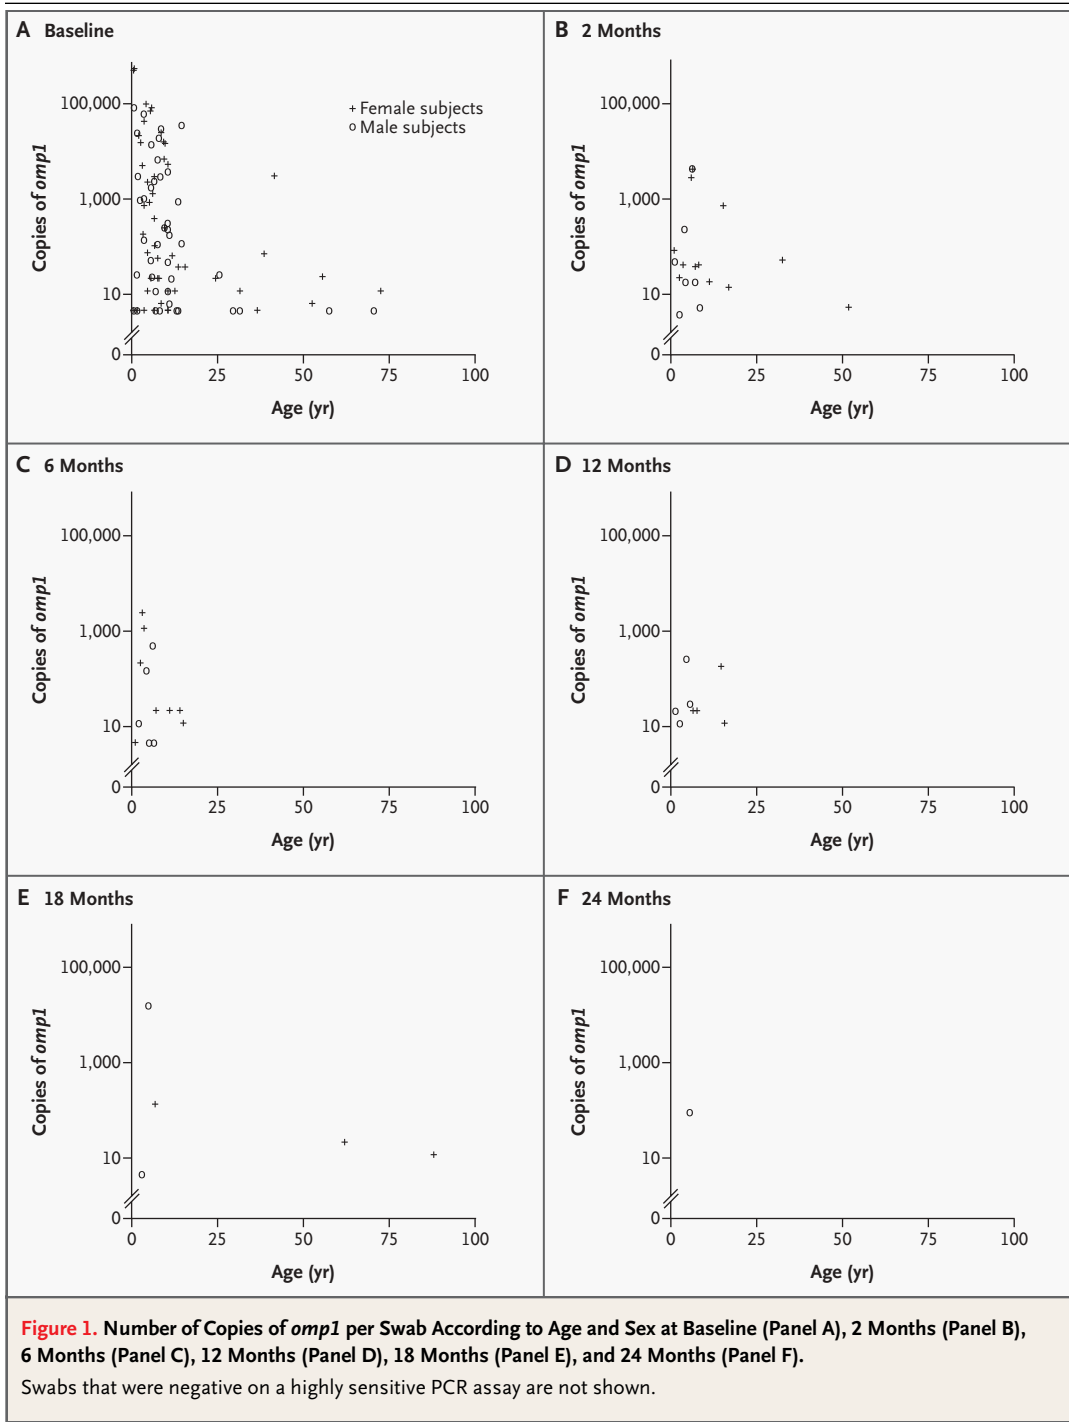 A Baseline
100,000
1,000
10
0
0 25 50 75 100
Copies of omp1
Age (yr)
+ Female subjects
o Male subjects
B 2 Months
100,000
1,000
10
0
0 25 50 75 100
Copies of omp1
Age (yr)
C 6 Months
100,000
1,000
10
0
0 25 50 75 100
Copies of omp1
Age (yr)
D 12 Months
100,000
1,000
10
0
0 25 50 75 100
Copies of omp1
Age (yr)
E 18 Months
100,000
1,000
10
0
0 25 50 75 100
Copies of omp1
Age (yr)
F 24 Months
100,000
1,000
10
0
0 25 50 75 100
Copies of omp1
Age (yr)
Figure 1. Number of Copies of omp1 per Swab According to Age and Sex at Baseline (Panel A), 2 Months (Panel B),
6 Months (Panel C), 12 Months (Panel D), 18 Months (Panel E), and 24 Months (Panel F).
Swabs that were negative on a highly sensitive PCR assay are not shown.